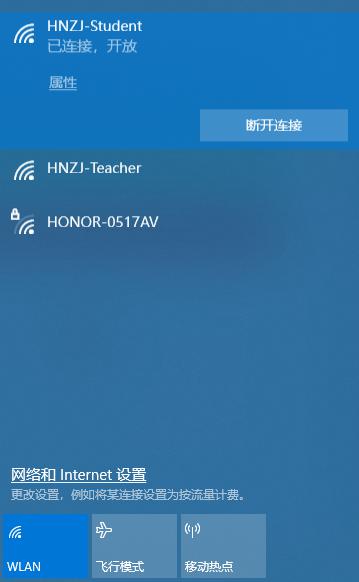 HNZJ-Student
已连接，开放
属性
断开连接
HNZJ-Teacher
HONOR-0517AV
网络和 Internet 设置
更改设置，例如将某连接设置为按流量计费。
WLAN
飞行模式
移动热点